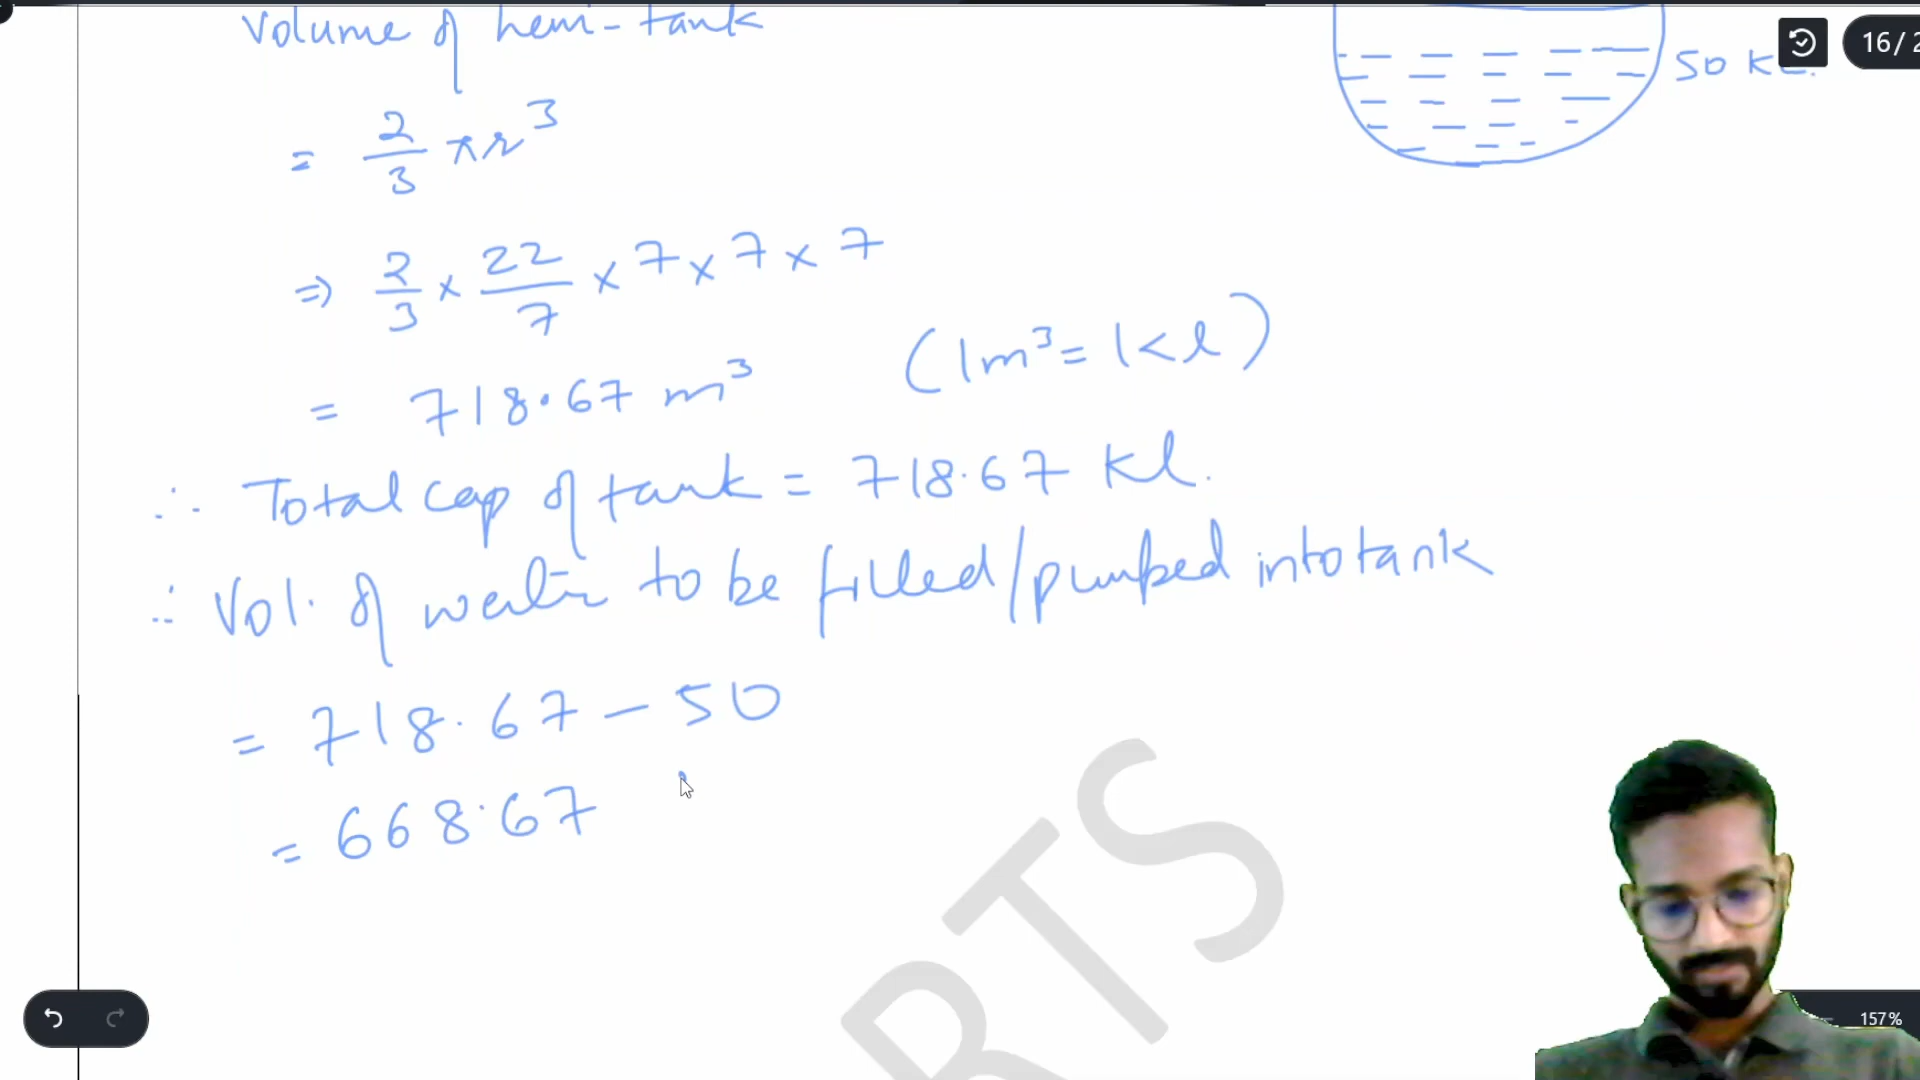 Volume of hemi-tank
50 KL.
16/2
= 2/3 πr³
⇒ 2/3 × 22/7 × 7 × 7 × 7
= 718.67 m³ (1m³ = 1Kl)
∴ Total cap of tank = 718.67 Kl.
∴ Vol. of water to be filled/pumped into tank
= 718.67 – 50
= 668.67
RTS
157%